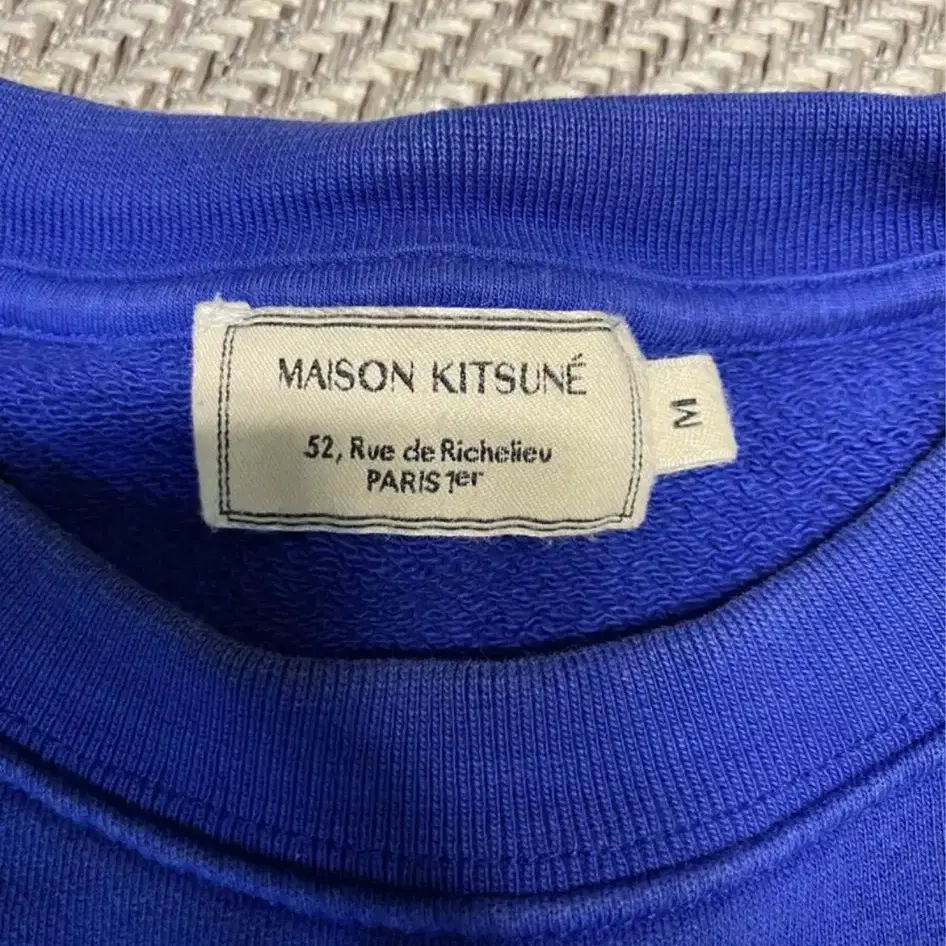 MAISON KITSUNÉ
52, Rue de Richelieu
PARIS 1er
M